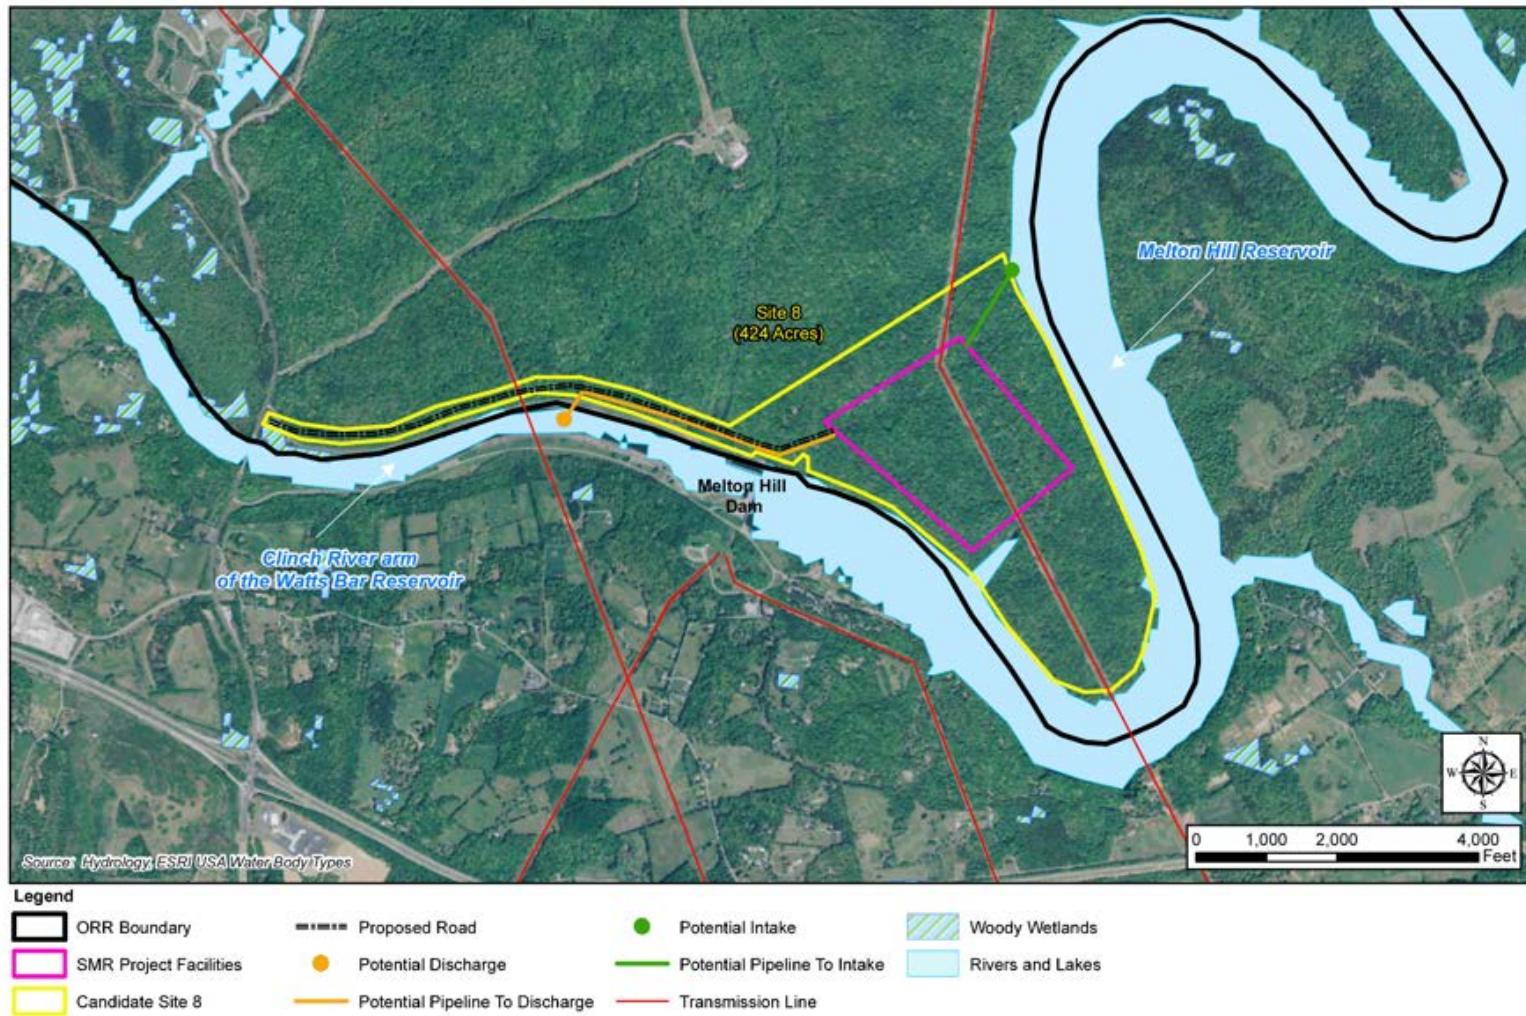 Melton Hill Reservoir
Site 8
(424 Acres)
Melton Hill
Dam
Clinch River arm
of the Watts Bar Reservoir
N
W E
S
0 1,000 2,000 4,000
Feet
Source: Hydrology, ESRI USA Water Body Types
Legend
ORR Boundary
SMR Project Facilities
Candidate Site 8
Proposed Road
Potential Discharge
Potential Pipeline To Discharge
Potential Intake
Potential Pipeline To Intake
Transmission Line
Woody Wetlands
Rivers and Lakes